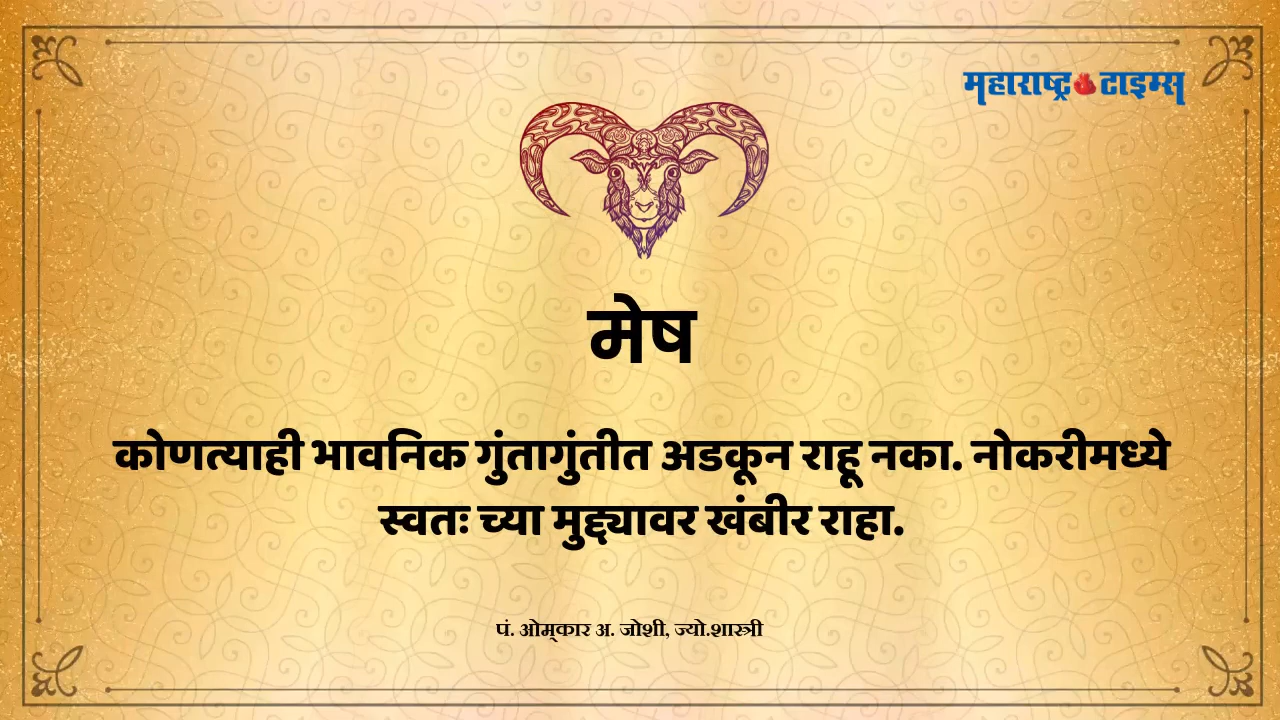 महाराष्ट्र टाइम्स
मेष
कोणत्याही भावनिक गुंतागुंतीत अडकून राहू नका. नोकरीमध्ये
स्वतः च्या मुद्द्यावर खंबीर राहा.
पं. ओम्‌कार अ. जोशी, ज्यो.शास्त्री